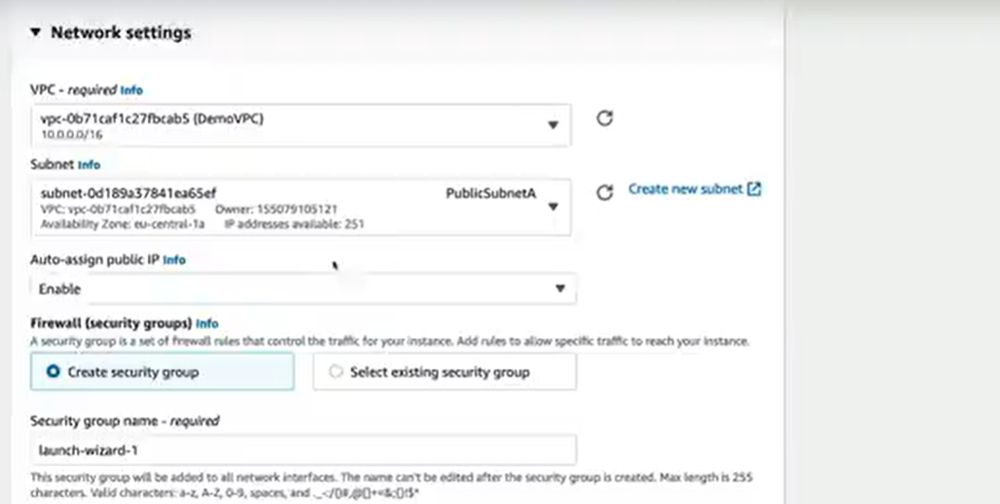 Network settings
VPC - required Info
vpc-0b71caf1c27fbcab5 (DemoVPC)
10.0.0.0/16
Subnet Info
subnet-0d189a37841ea65ef PublicSubnetA
VPC: vpc-0b71caf1c27fbcab5 Owner: 155079105121
Availability Zone: eu-central-1a IP addresses available: 251
Create new subnet
Auto-assign public IP Info
Enable
Firewall (security groups) Info
A security group is a set of firewall rules that control the traffic for your instance. Add rules to allow specific traffic to reach your instance.
Create security group
Select existing security group
Security group name - required
launch-wizard-1
This security group will be added to all network interfaces. The name can't be edited after the security group is created. Max length is 255
characters. Valid characters: a-z, A-Z, 0-9, spaces, and